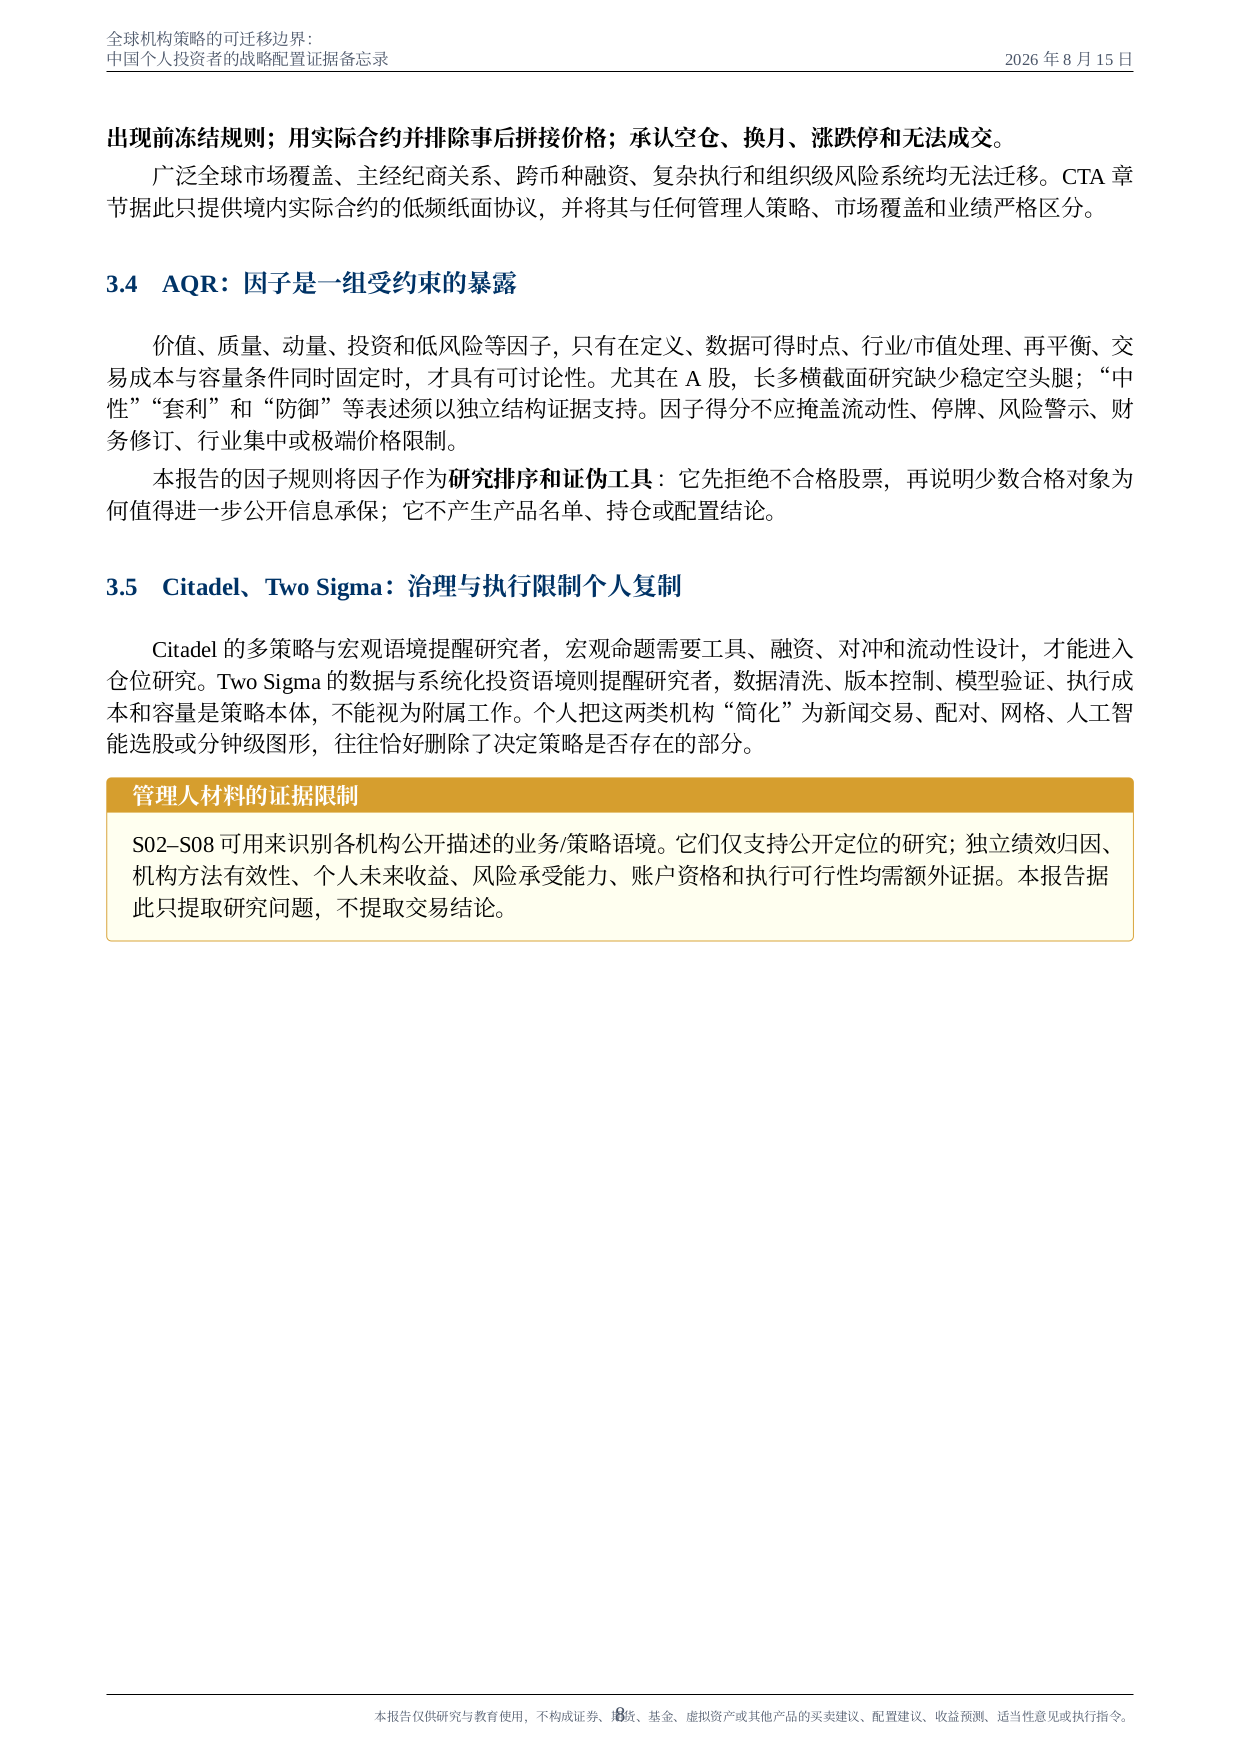 全球机构策略的可迁移边界：
中国个人投资者的战略配置证据备忘录
2026 年 8 月 15 日
出现前冻结规则；用实际合约并排除事后拼接价格；承认空仓、换月、涨跌停和无法成交。
广泛全球市场覆盖、主经纪商关系、跨币种融资、复杂执行和组织级风险系统均无法迁移。CTA 章
节据此只提供境内实际合约的低频纸面协议，并将其与任何管理人策略、市场覆盖和业绩严格区分。
3.4 AQR：因子是一组受约束的暴露
价值、质量、动量、投资和低风险等因子，只有在定义、数据可得时点、行业/市值处理、再平衡、交
易成本与容量条件同时固定时，才具有可讨论性。尤其在 A 股，长多横截面研究缺少稳定空头腿；“中
性”“套利”和“防御”等表述须以独立结构证据支持。因子得分不应掩盖流动性、停牌、风险警示、财
务修订、行业集中或极端价格限制。
本报告的因子规则将因子作为研究排序和证伪工具：它先拒绝不合格股票，再说明少数合格对象为
何值得进一步公开信息承保；它不产生产品名单、持仓或配置结论。
3.5 Citadel、Two Sigma：治理与执行限制个人复制
Citadel 的多策略与宏观语境提醒研究者，宏观命题需要工具、融资、对冲和流动性设计，才能进入
仓位研究。Two Sigma 的数据与系统化投资语境则提醒研究者，数据清洗、版本控制、模型验证、执行成
本和容量是策略本体，不能视为附属工作。个人把这两类机构“简化”为新闻交易、配对、网格、人工智
能选股或分钟级图形，往往恰好删除了决定策略是否存在的部分。
管理人材料的证据限制
S02–S08 可用来识别各机构公开描述的业务/策略语境。它们仅支持公开定位的研究；独立绩效归因、
机构方法有效性、个人未来收益、风险承受能力、账户资格和执行可行性均需额外证据。本报告据
此只提取研究问题，不提取交易结论。
本报告仅供研究与教育使用，不构成证券、期货、基金、虚拟资产或其他产品的买卖建议、配置建议、收益预测、适当性意见或执行指令。
8